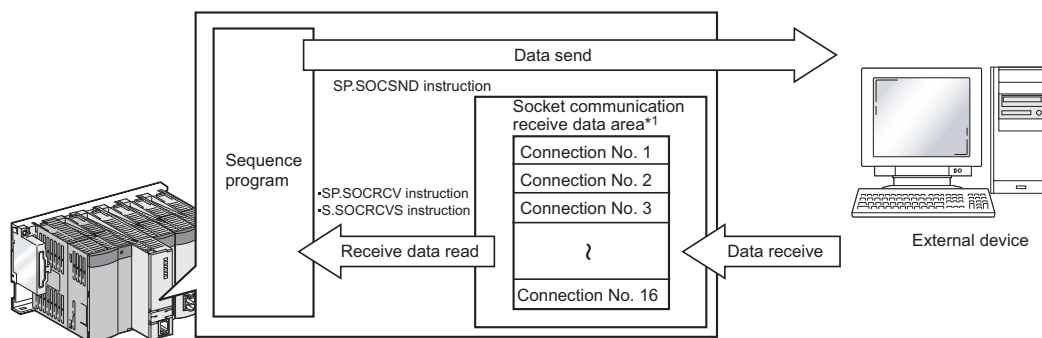 Data send
SP.SOCSND instruction
Socket communication
receive data area*1
Connection No. 1
Connection No. 2
Connection No. 3
~
Connection No. 16
Sequence
program
▪SP.SOCRCV instruction
▪S.SOCRCVS instruction
Receive data read
Data receive
External device